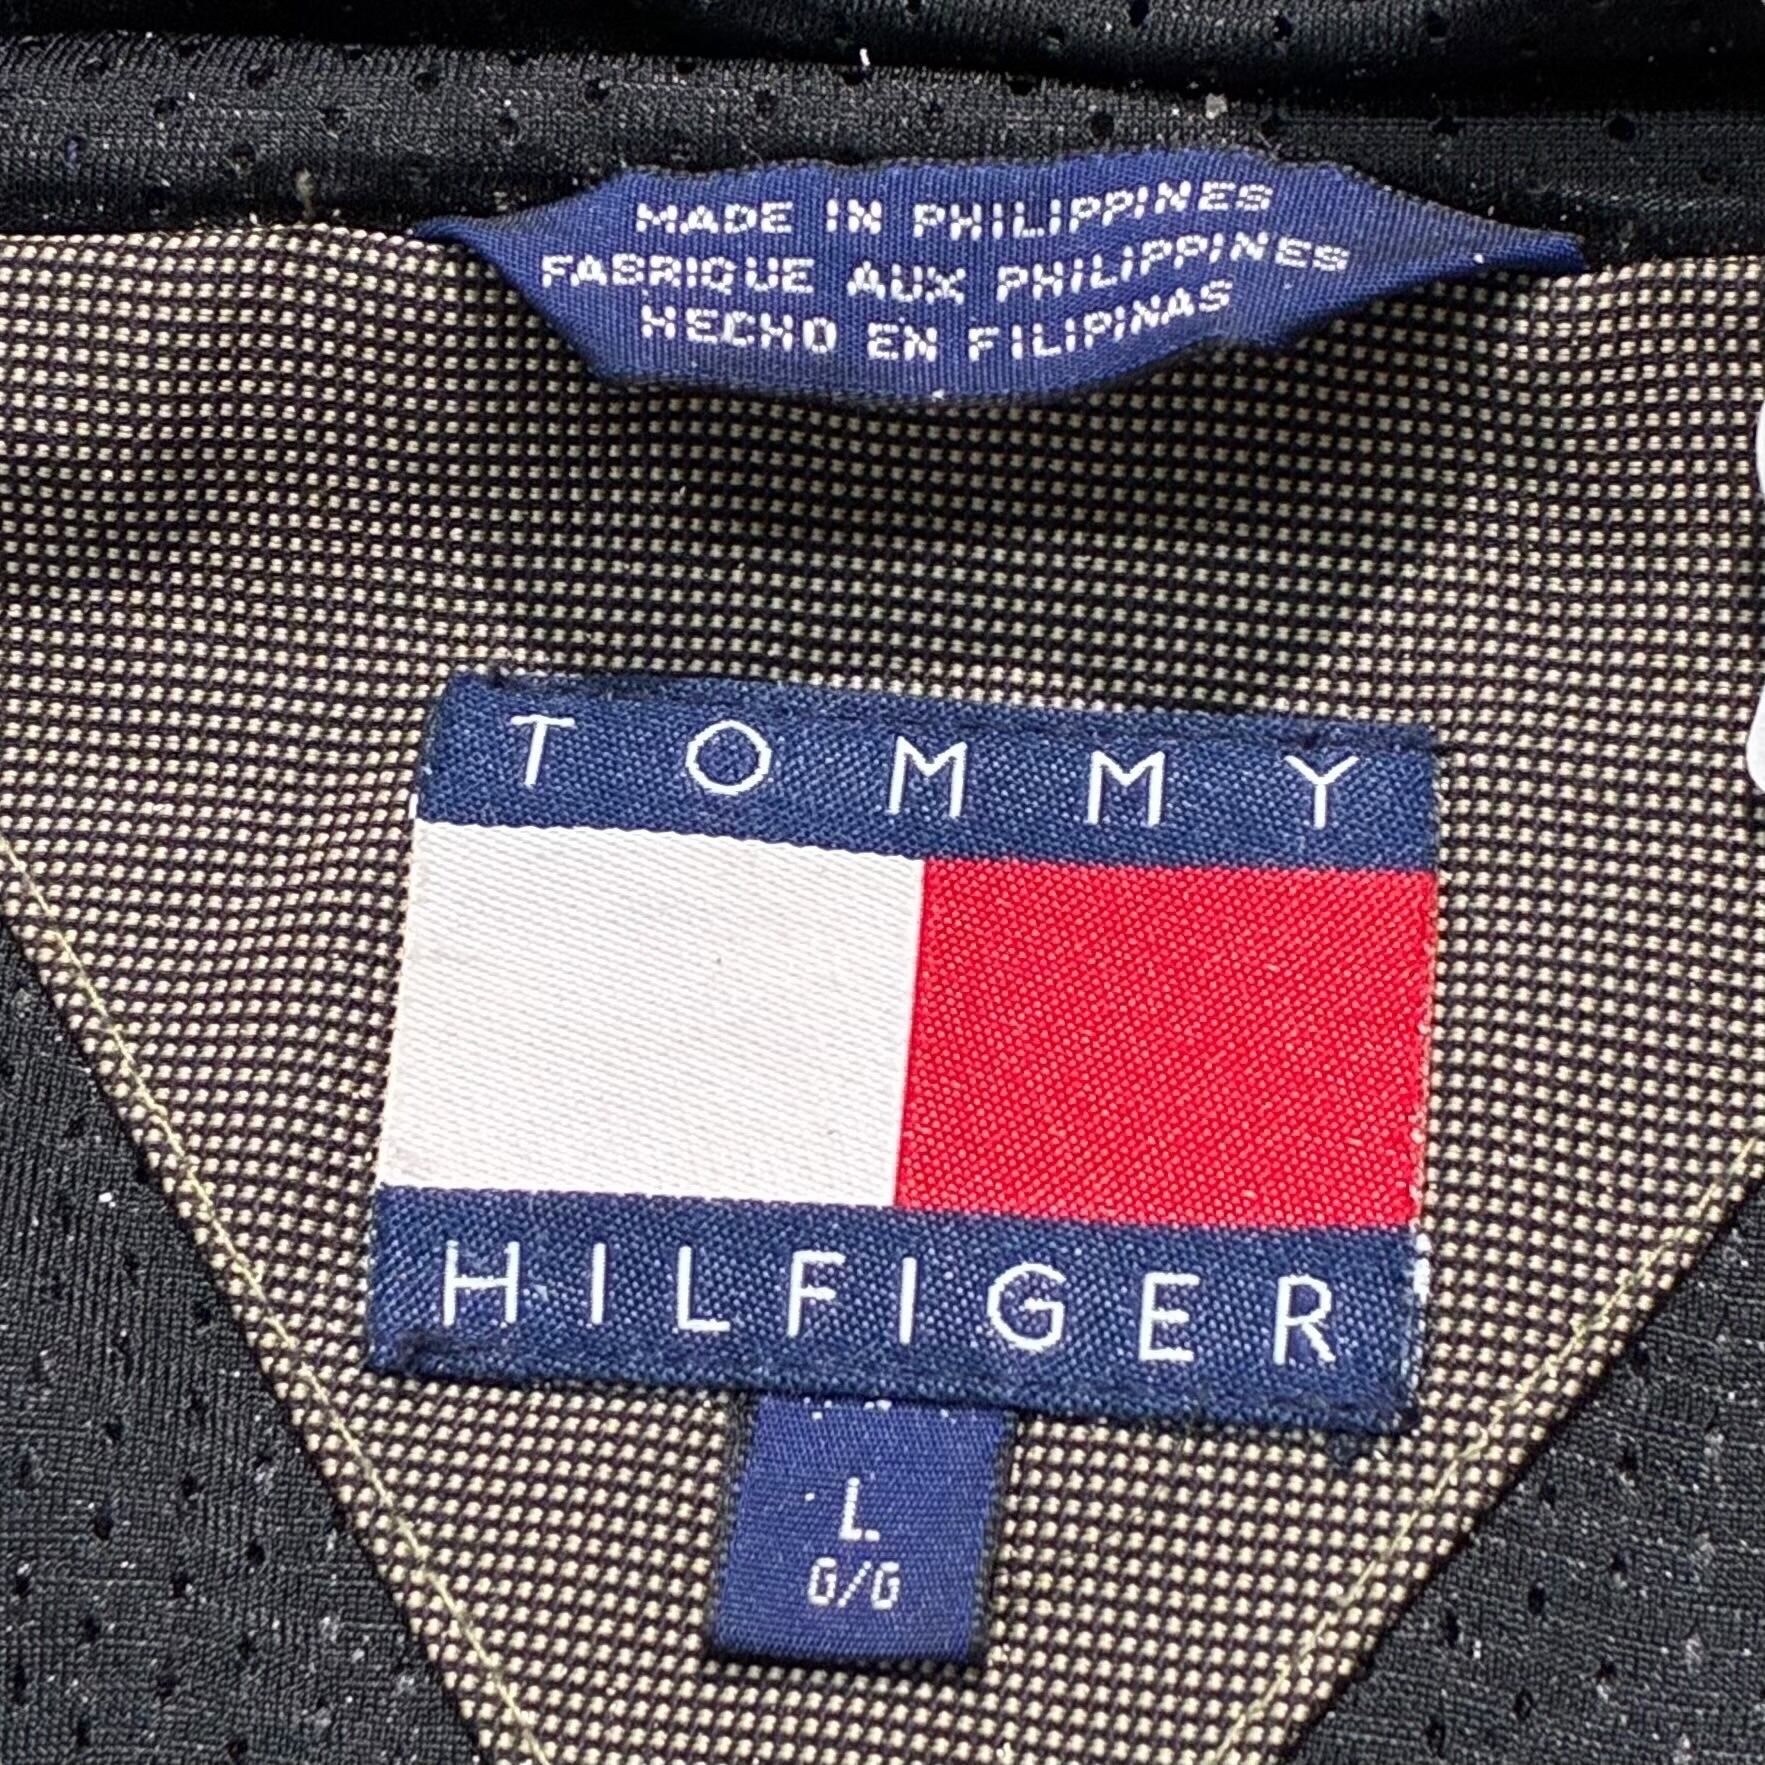 MADE IN PHILIPPINES
FABRIQUE AUX PHILIPPINES
HECHO EN FILIPINAS
TOMMY
HILFIGER
L
G/G